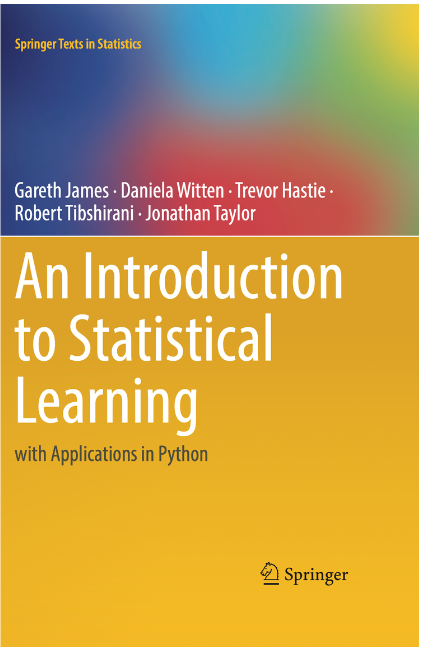 Springer Texts in Statistics
Gareth James · Daniela Witten · Trevor Hastie ·
Robert Tibshirani · Jonathan Taylor
An Introduction
to Statistical
Learning
with Applications in Python
Springer